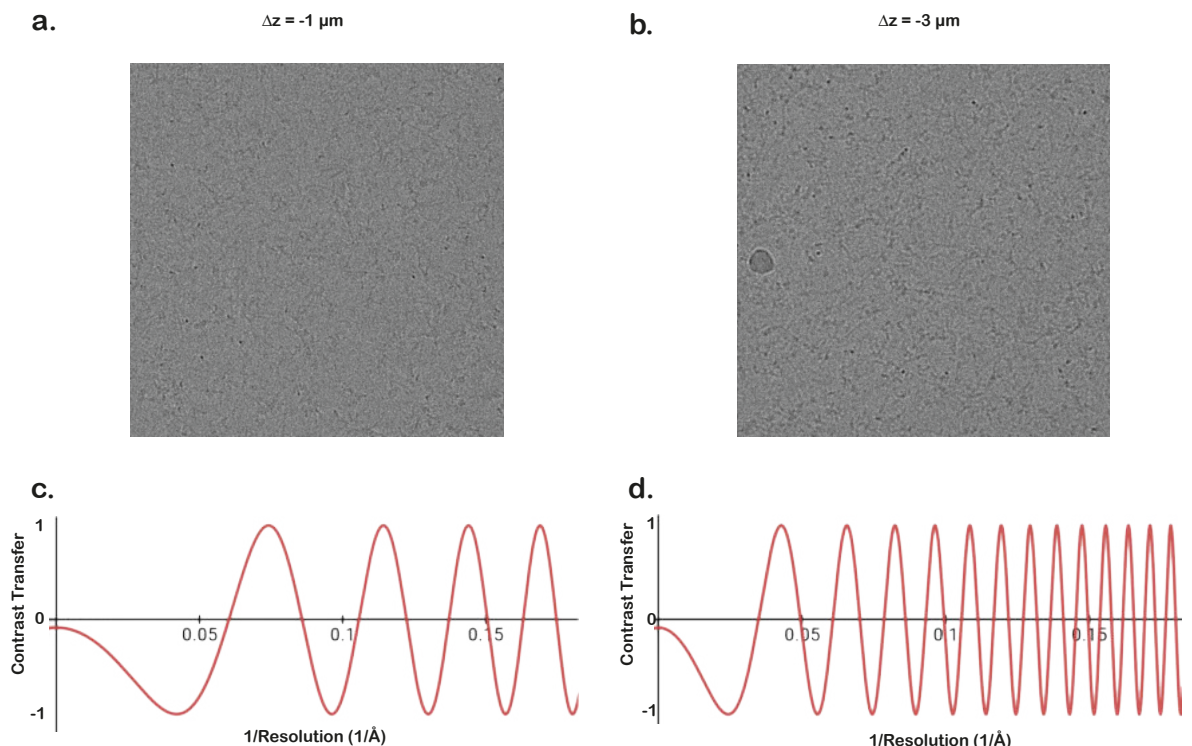 a.
Δz = -1 µm
b.
Δz = -3 µm
c.
Contrast Transfer
1
0
-1
0.05
0.1
0.15
1/Resolution (1/Å)
d.
Contrast Transfer
1
0
-1
0.05
0.1
0.15
1/Resolution (1/Å)